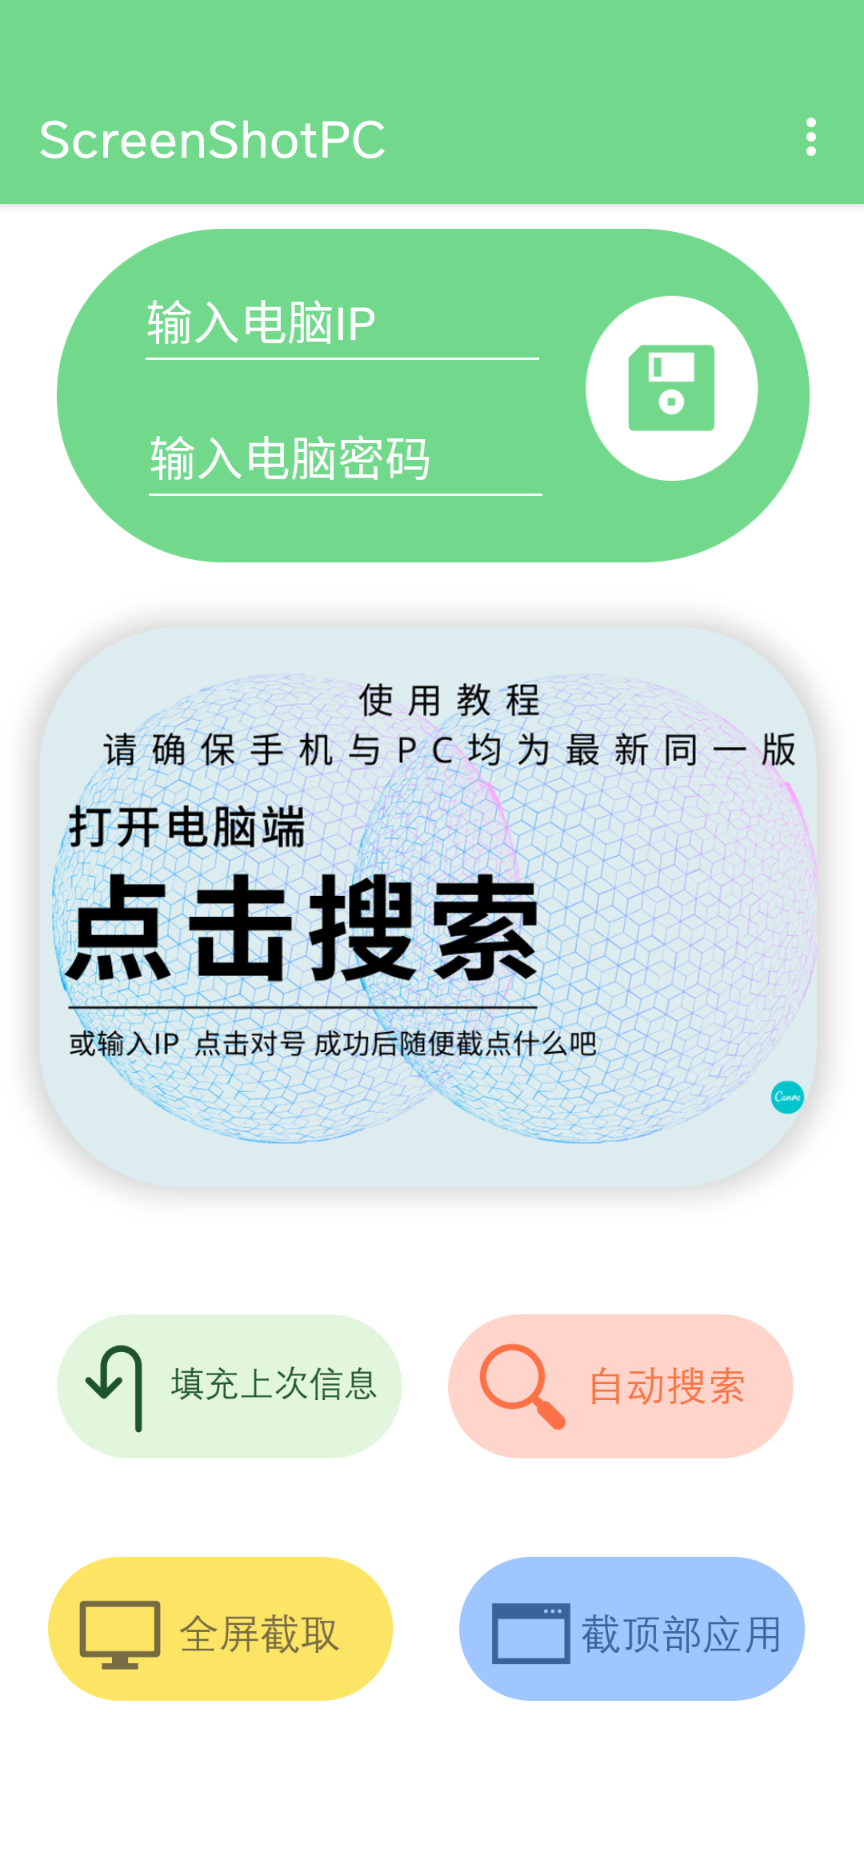 ScreenShotPC
输入电脑IP
输入电脑密码
使用教程
请确保手机与PC均为最新同一版
打开电脑端
点击搜索
或输入IP 点击对号 成功后随便截点什么吧
Canva
填充上次信息
自动搜索
全屏截取
截顶部应用